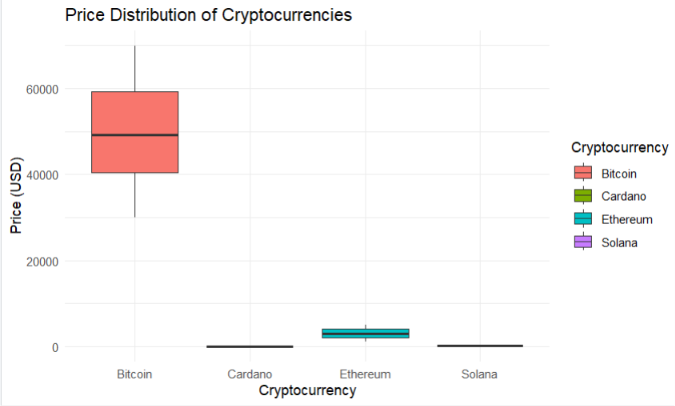 Price Distribution of Cryptocurrencies
Price (USD)
60000
40000
20000
0
Bitcoin
Cardano
Ethereum
Solana
Cryptocurrency
Cryptocurrency
Bitcoin
Cardano
Ethereum
Solana